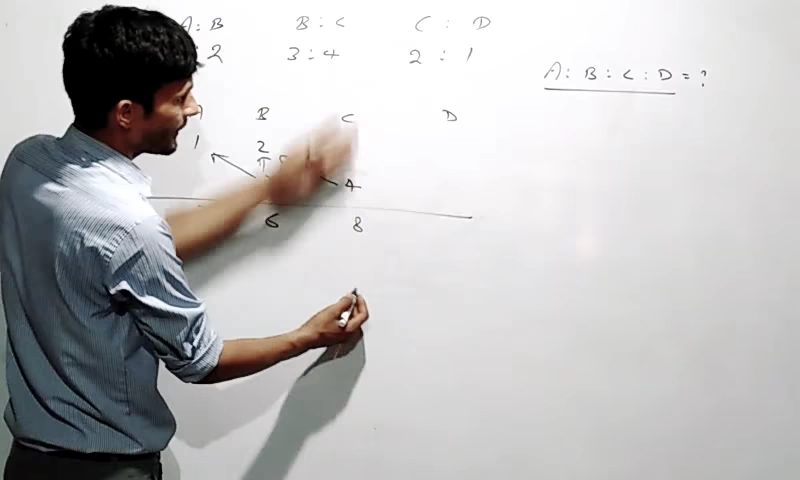 A : B B : C C : D
: 2 3 : 4 2 : 1
A : B : C : D = ?
B C D
1 2
4
6 8